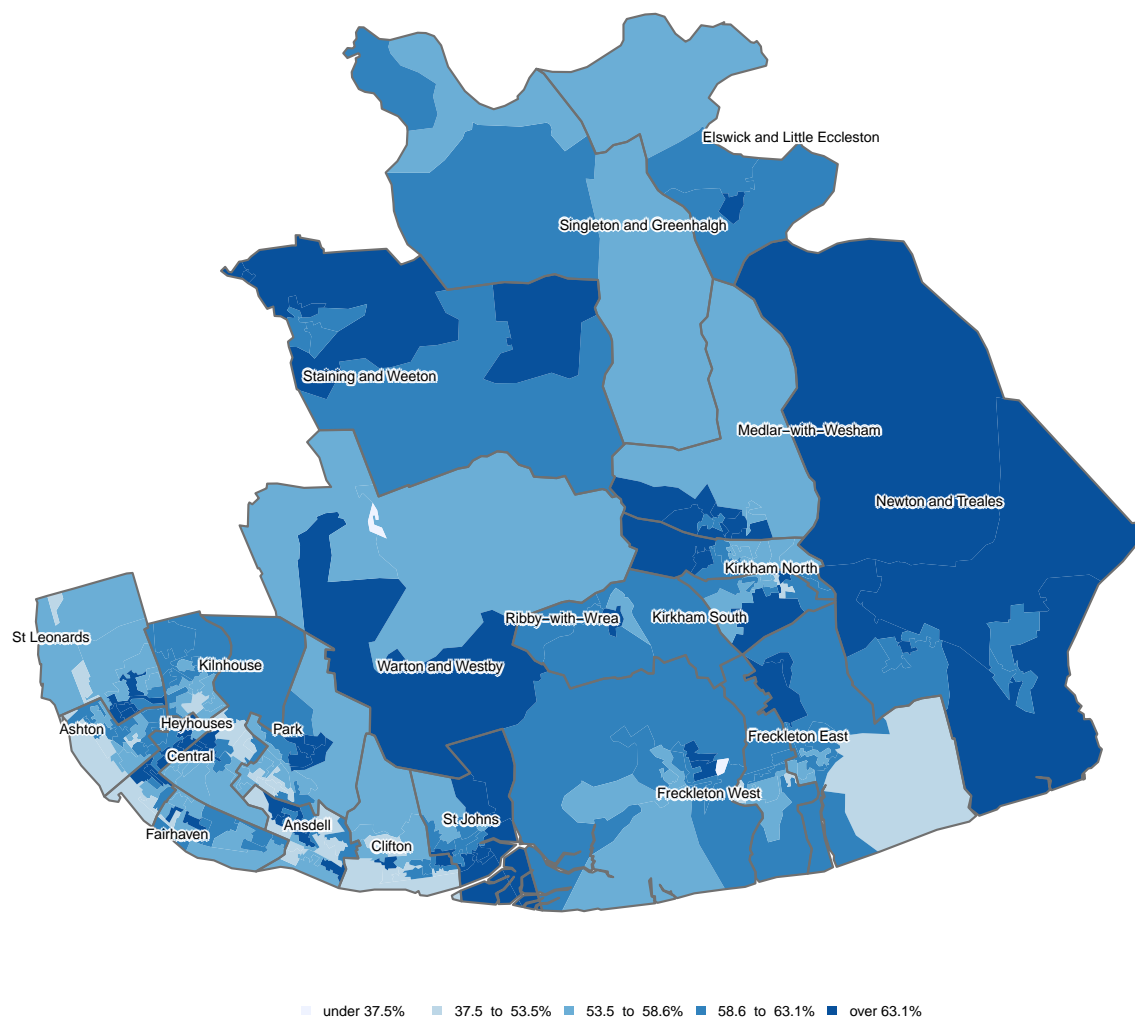 Elswick and Little Eccleston
Singleton and Greenhalgh
Staining and Weeton
Medlar–with–Wesham
Newton and Treales
Kirkham North
Ribby–with–Wrea
Kirkham South
St Leonards
Kilnhouse
Warton and Westby
Ashton
Heyhouses
Park
Freckleton East
Central
Freckleton West
St Johns
Ansdell
Fairhaven
Clifton
under 37.5%
37.5 to 53.5%
53.5 to 58.6%
58.6 to 63.1%
over 63.1%